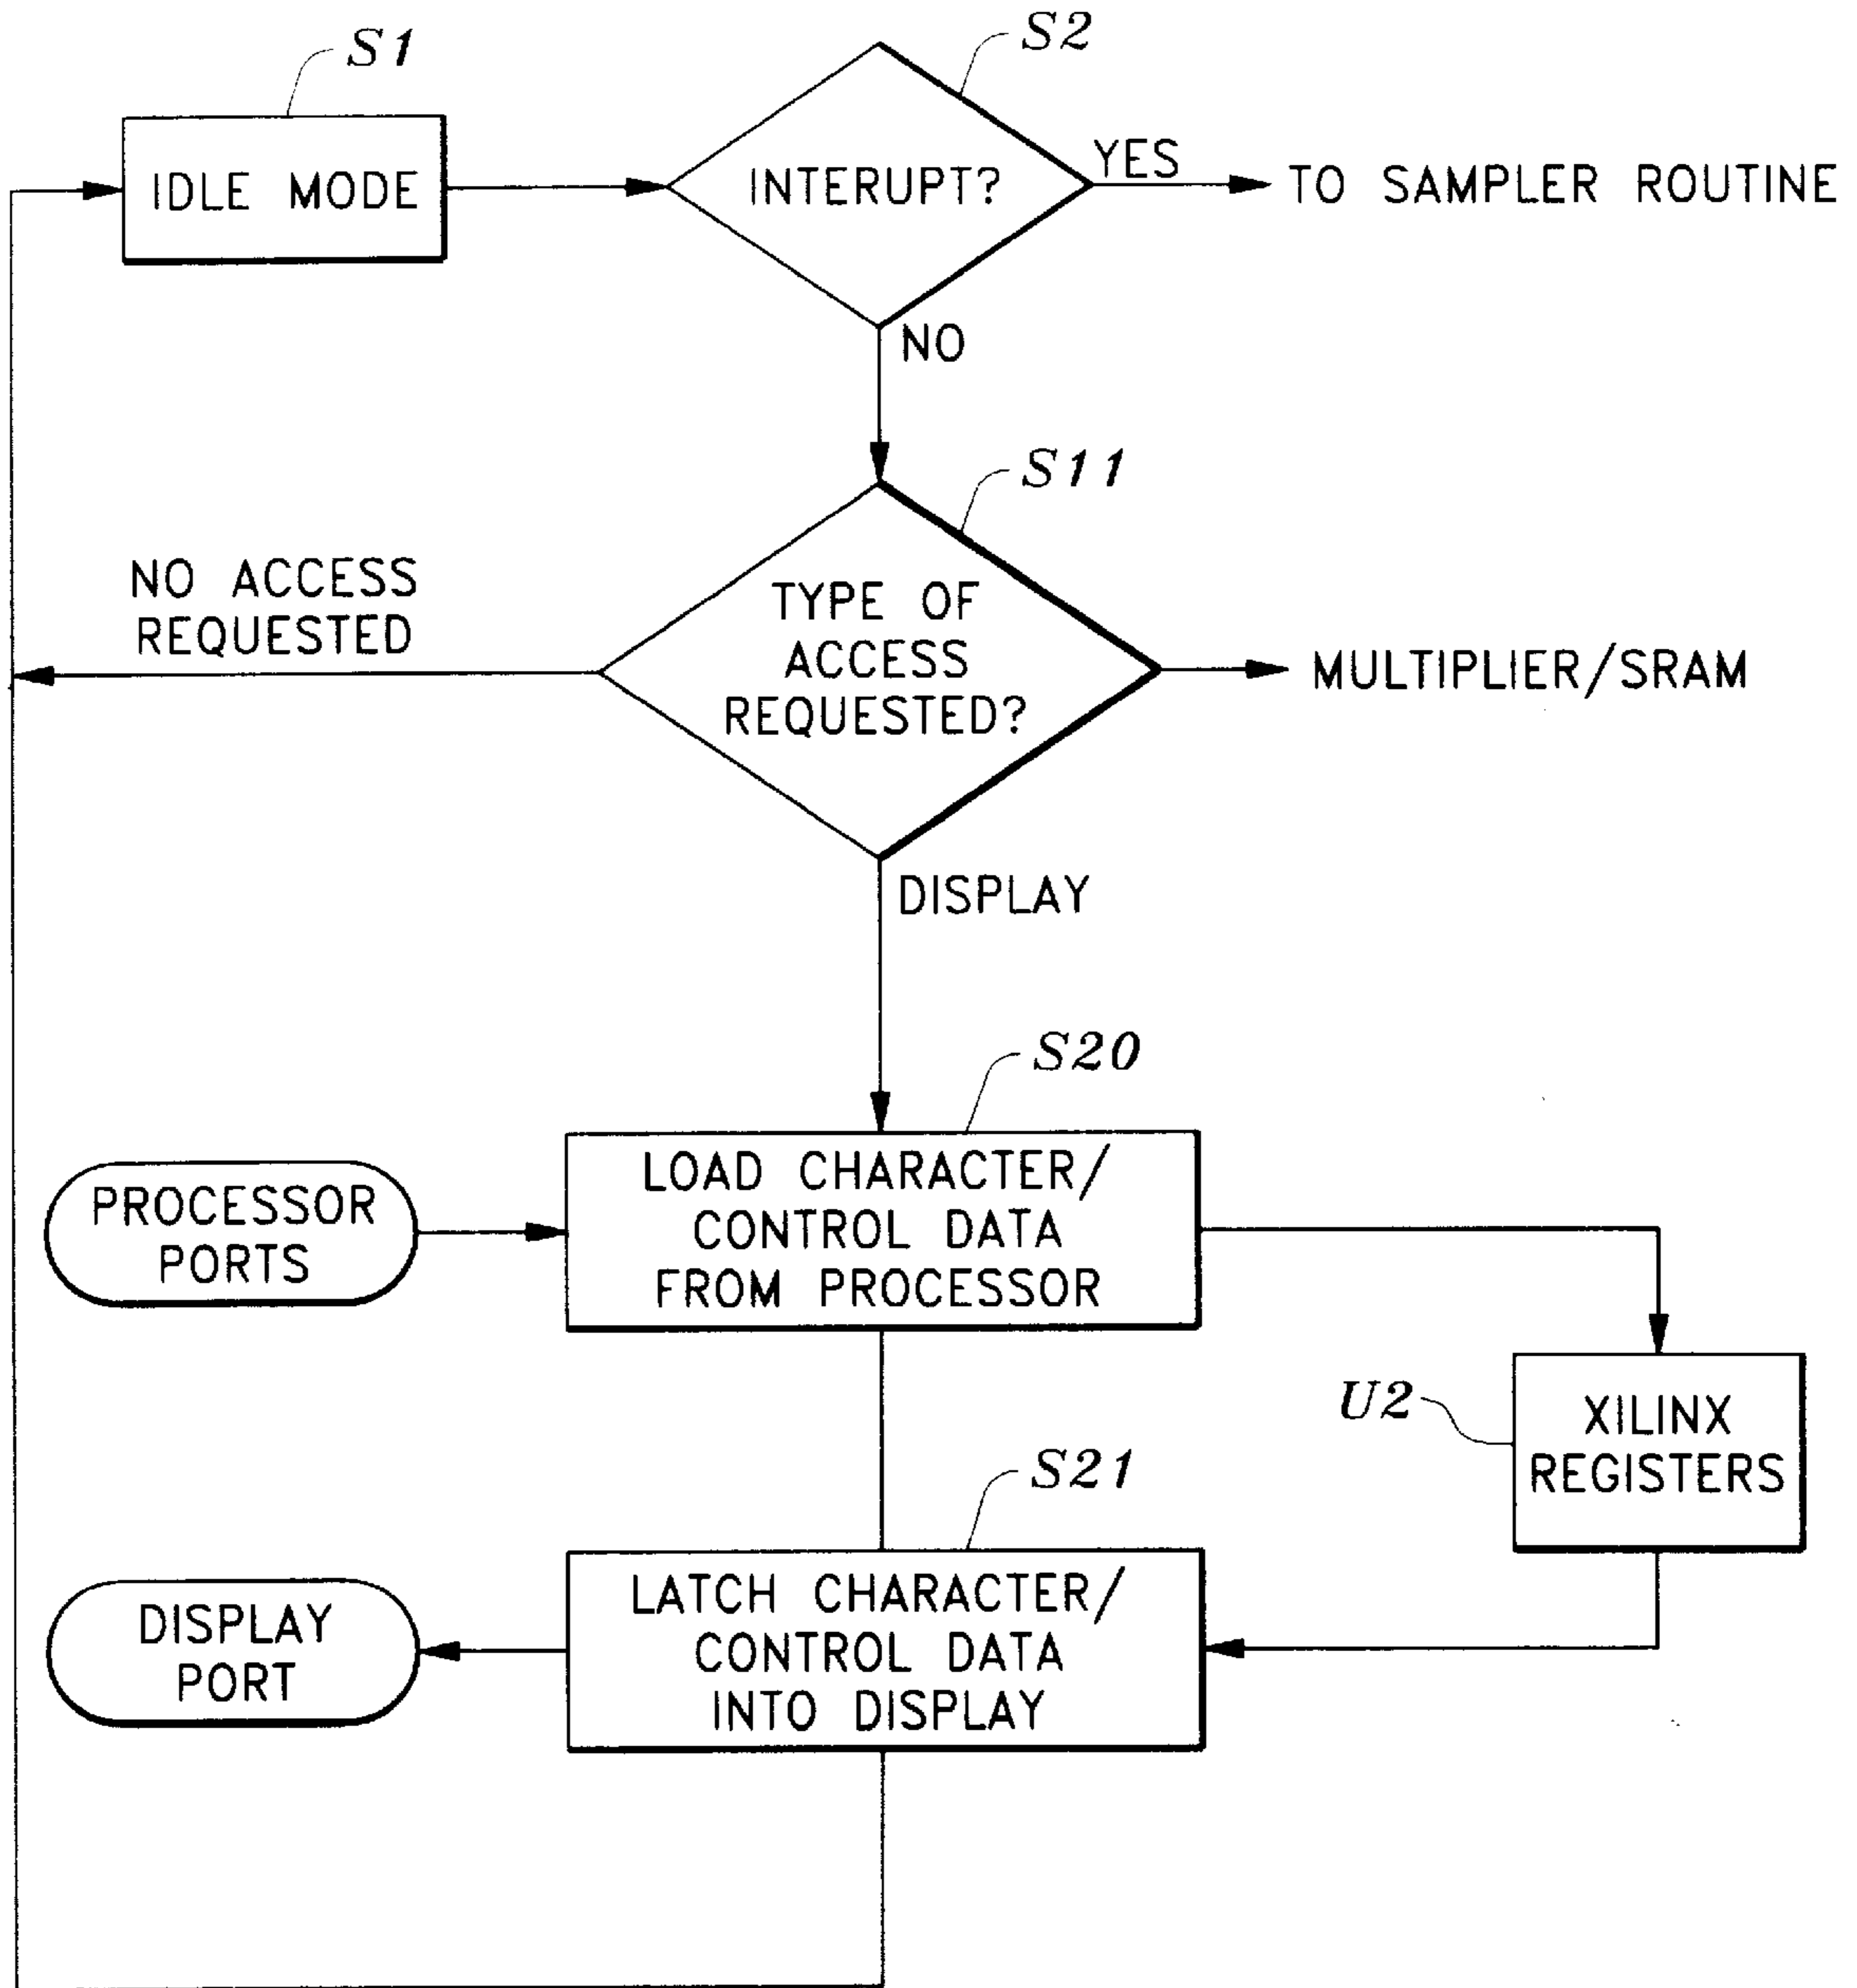 S1
S2
IDLE MODE
INTERUPT?
YES
TO SAMPLER ROUTINE
NO
S11
NO ACCESS
REQUESTED
TYPE OF
ACCESS
REQUESTED?
MULTIPLIER/SRAM
DISPLAY
S20
PROCESSOR
PORTS
LOAD CHARACTER/
CONTROL DATA
FROM PROCESSOR
U2
XILINX
REGISTERS
S21
DISPLAY
PORT
LATCH CHARACTER/
CONTROL DATA
INTO DISPLAY